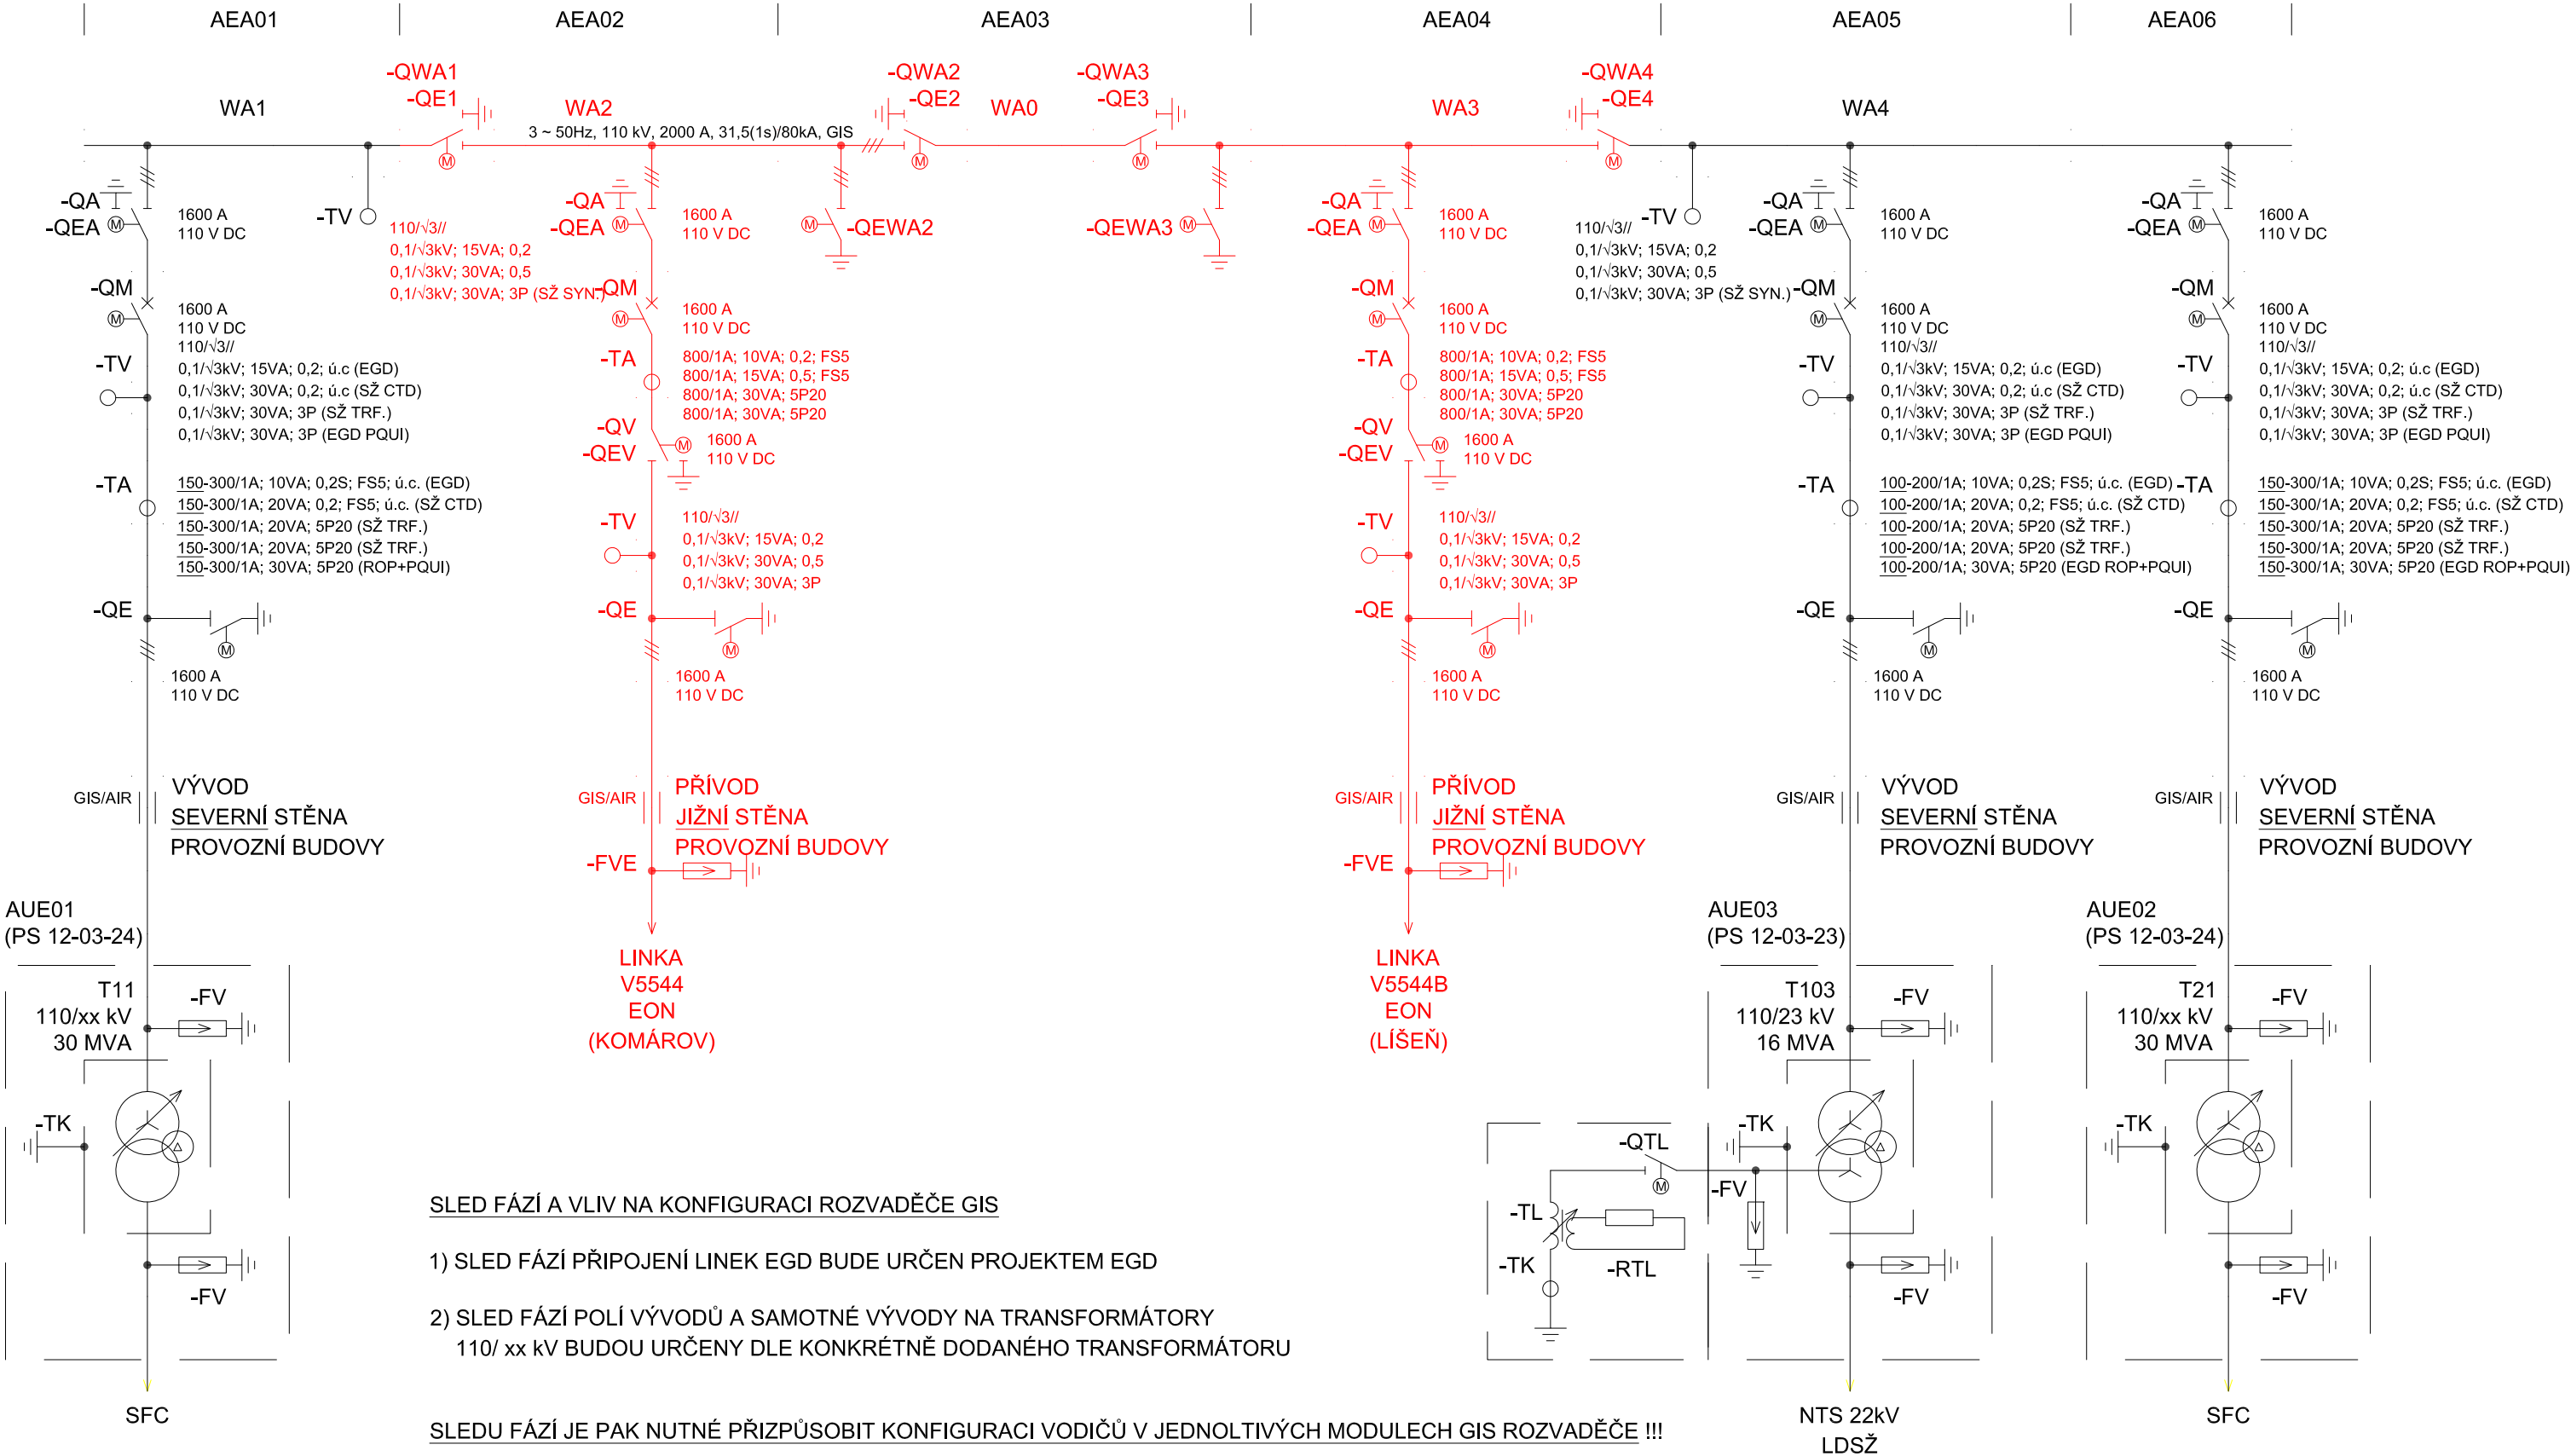 AEA01
AEA02
AEA03
AEA04
AEA05
AEA06
-QWA1
-QE1
-QWA2
-QE2
-QWA3
-QE3
-QWA4
-QE4
WA1
WA2
WA0
WA3
WA4
3 ~ 50Hz, 110 kV, 2000 A, 31,5(1s)/80kA, GIS
M
M
M
M
-QA
-QEA
M
1600 A
110 V DC
-TV
110/√3//
0,1/√3kV; 15VA; 0,2
0,1/√3kV; 30VA; 0,5
0,1/√3kV; 30VA; 3P (SŽ SYN.)
-QM
M
1600 A
110 V DC
110/√3//
-TV
0,1/√3kV; 15VA; 0,2; ú.c (EGD)
0,1/√3kV; 30VA; 0,2; ú.c (SŽ CTD)
0,1/√3kV; 30VA; 3P (SŽ TRF.)
0,1/√3kV; 30VA; 3P (EGD PQUI)
-TA
150-300/1A; 10VA; 0,2S; FS5; ú.c. (EGD)
150-300/1A; 20VA; 0,2; FS5; ú.c. (SŽ CTD)
150-300/1A; 20VA; 5P20 (SŽ TRF.)
150-300/1A; 20VA; 5P20 (SŽ TRF.)
150-300/1A; 30VA; 5P20 (ROP+PQUI)
-QE
M
1600 A
110 V DC
GIS/AIR
VÝVOD
SEVERNÍ STĚNA
PROVOZNÍ BUDOVY
AUE01
(PS 12-03-24)
T11
110/xx kV
30 MVA
-FV
-TK
-FV
SFC
-QA
-QEA
M
1600 A
110 V DC
-QM
M
1600 A
110 V DC
-TA
800/1A; 10VA; 0,2; FS5
800/1A; 15VA; 0,5; FS5
800/1A; 30VA; 5P20
800/1A; 30VA; 5P20
-QV
-QEV
M
1600 A
110 V DC
-TV
110/√3//
0,1/√3kV; 15VA; 0,2
0,1/√3kV; 30VA; 0,5
0,1/√3kV; 30VA; 3P
-QE
M
1600 A
110 V DC
GIS/AIR
PŘÍVOD
JIŽNÍ STĚNA
PROVOZNÍ BUDOVY
-FVE
LINKA
V5544
EON
(KOMÁROV)
M
-QEWA2
-QEWA3
M
-QA
-QEA
M
1600 A
110 V DC
-QM
M
1600 A
110 V DC
-TA
800/1A; 10VA; 0,2; FS5
800/1A; 15VA; 0,5; FS5
800/1A; 30VA; 5P20
800/1A; 30VA; 5P20
-QV
-QEV
M
1600 A
110 V DC
-TV
110/√3//
0,1/√3kV; 15VA; 0,2
0,1/√3kV; 30VA; 0,5
0,1/√3kV; 30VA; 3P
-QE
M
1600 A
110 V DC
GIS/AIR
PŘÍVOD
JIŽNÍ STĚNA
PROVOZNÍ BUDOVY
-FVE
LINKA
V5544B
EON
(LÍŠEŇ)
-TV
110/√3//
0,1/√3kV; 15VA; 0,2
0,1/√3kV; 30VA; 0,5
0,1/√3kV; 30VA; 3P (SŽ SYN.)
-QA
-QEA
M
1600 A
110 V DC
-QM
M
1600 A
110 V DC
110/√3//
-TV
0,1/√3kV; 15VA; 0,2; ú.c (EGD)
0,1/√3kV; 30VA; 0,2; ú.c (SŽ CTD)
0,1/√3kV; 30VA; 3P (SŽ TRF.)
0,1/√3kV; 30VA; 3P (EGD PQUI)
-TA
100-200/1A; 10VA; 0,2S; FS5; ú.c. (EGD)
100-200/1A; 20VA; 0,2; FS5; ú.c. (SŽ CTD)
100-200/1A; 20VA; 5P20 (SŽ TRF.)
100-200/1A; 20VA; 5P20 (SŽ TRF.)
100-200/1A; 30VA; 5P20 (EGD ROP+PQUI)
-QE
M
1600 A
110 V DC
GIS/AIR
VÝVOD
SEVERNÍ STĚNA
PROVOZNÍ BUDOVY
AUE03
(PS 12-03-23)
T103
110/23 kV
16 MVA
-FV
-TK
-QTL
M
-FV
-TL
-TK
-RTL
-FV
NTS 22kV
LDSŽ
-QA
-QEA
M
1600 A
110 V DC
-QM
M
1600 A
110 V DC
110/√3//
-TV
0,1/√3kV; 15VA; 0,2; ú.c (EGD)
0,1/√3kV; 30VA; 0,2; ú.c (SŽ CTD)
0,1/√3kV; 30VA; 3P (SŽ TRF.)
0,1/√3kV; 30VA; 3P (EGD PQUI)
-TA
150-300/1A; 10VA; 0,2S; FS5; ú.c. (EGD)
150-300/1A; 20VA; 0,2; FS5; ú.c. (SŽ CTD)
150-300/1A; 20VA; 5P20 (SŽ TRF.)
150-300/1A; 20VA; 5P20 (SŽ TRF.)
150-300/1A; 30VA; 5P20 (EGD ROP+PQUI)
-QE
M
1600 A
110 V DC
GIS/AIR
VÝVOD
SEVERNÍ STĚNA
PROVOZNÍ BUDOVY
AUE02
(PS 12-03-24)
T21
110/xx kV
30 MVA
-FV
-TK
-FV
SFC
SLED FÁZÍ A VLIV NA KONFIGURACI ROZVADĚČE GIS
1) SLED FÁZÍ PŘIPOJENÍ LINEK EGD BUDE URČEN PROJEKTEM EGD
2) SLED FÁZÍ POLÍ VÝVODŮ A SAMOTNÉ VÝVODY NA TRANSFORMÁTORY
110/ xx kV BUDOU URČENY DLE KONKRÉTNĚ DODANÉHO TRANSFORMÁTORU
SLEDU FÁZÍ JE PAK NUTNÉ PŘIZPŮSOBIT KONFIGURACI VODIČŮ V JEDNOLTIVÝCH MODULECH GIS ROZVADĚČE !!!